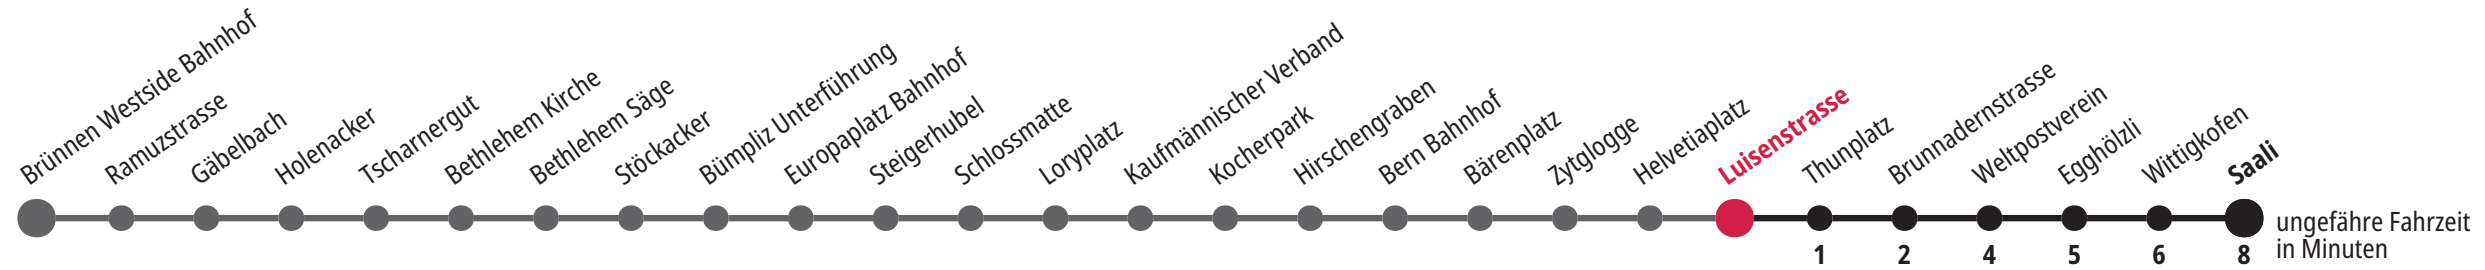 Brünnen Westside Bahnhof
Ramuzstrasse
Gäbelbach
Holenacker
Tscharnergut
Bethlehem Kirche
Bethlehem Säge
Stöckacker
Bümpliz Unterführung
Europaplatz Bahnhof
Steigerhubel
Schlossmatte
Loryplatz
Kaufmännischer Verband
Kocherpark
Hirschengraben
Bern Bahnhof
Bärenplatz
Zytglogge
Helvetiaplatz
Luisenstrasse
Thunplatz
Brunnadernstrasse
Weltpostverein
Egghölzli
Wittigkofen
Saali
1 2 4 5 6 8
ungefähre Fahrzeit
in Minuten